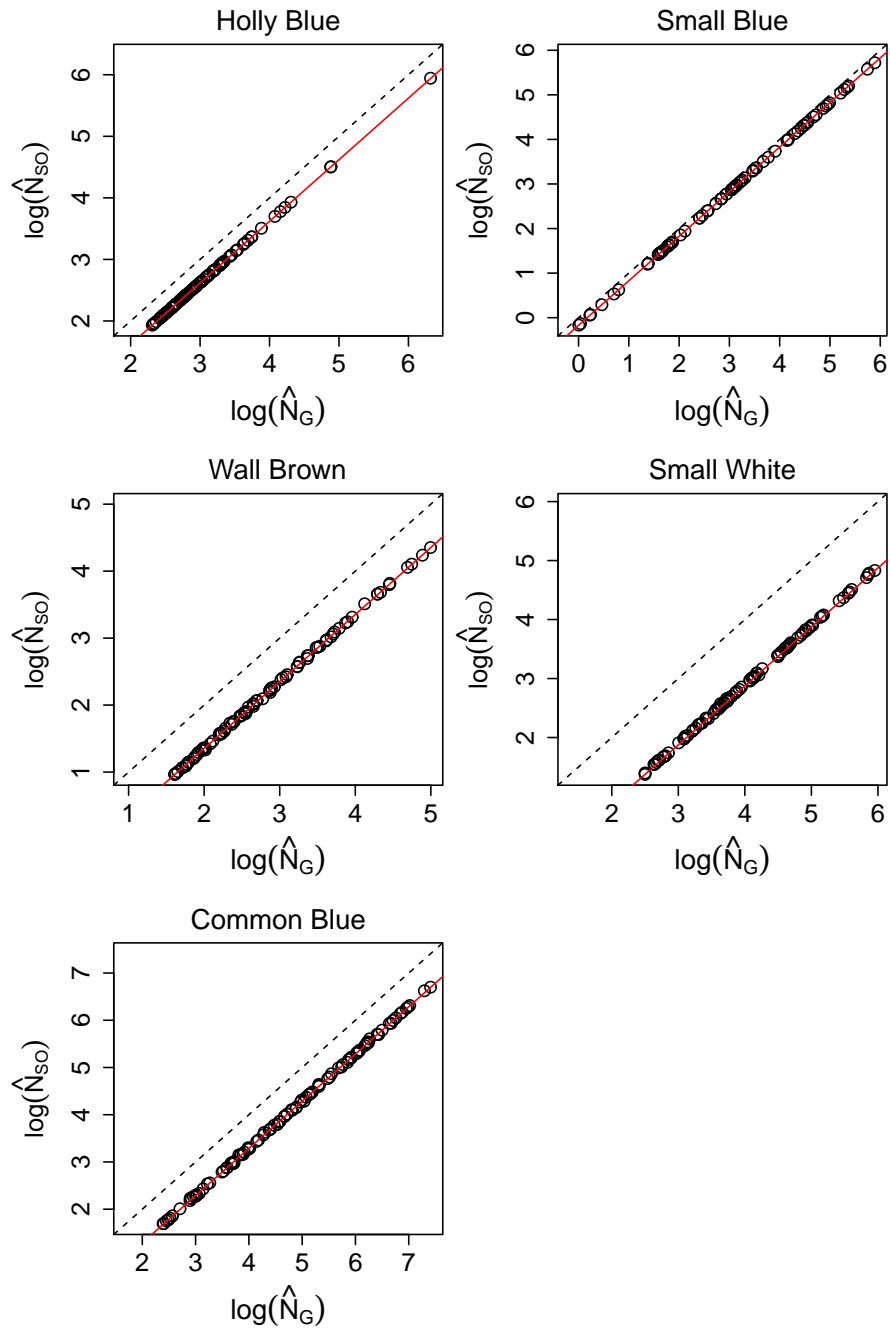 Holly Blue
6
5
4
3
2
log(N̂SO)
2 3 4 5 6
log(N̂G)
Small Blue
6
5
4
3
2
1
0
log(N̂SO)
0 1 2 3 4 5 6
log(N̂G)
Wall Brown
5
4
3
2
1
log(N̂SO)
1 2 3 4 5
log(N̂G)
Small White
6
5
4
3
2
log(N̂SO)
2 3 4 5 6
log(N̂G)
Common Blue
7
6
5
4
3
2
log(N̂SO)
2 3 4 5 6 7
log(N̂G)